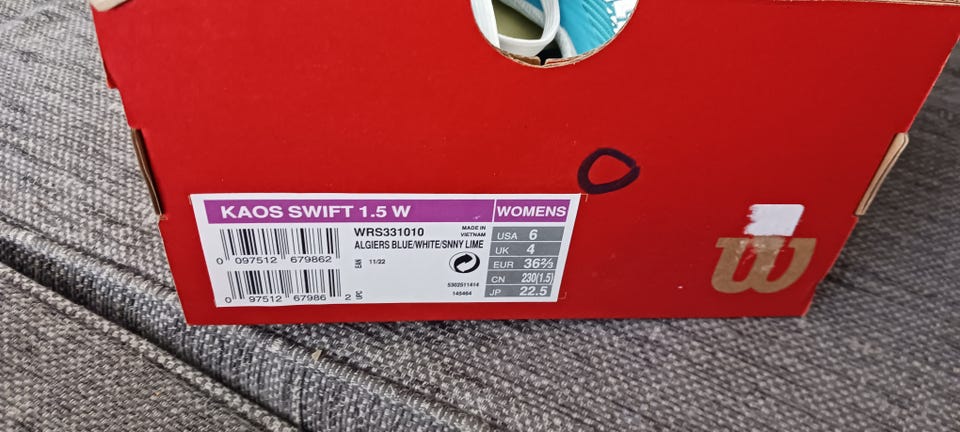 KAOS SWIFT 1.5 W
WOMENS
WRS331010
MADE IN
VIETNAM
ALGIERS BLUE/WHITE/SNNY LIME
0 097512 679862
EAN
11/22
0 97512 67986 2
UPC
5302511414
145464
USA 6
UK 4
EUR 36⅔
CN 230(1.5)
JP 22.5
W